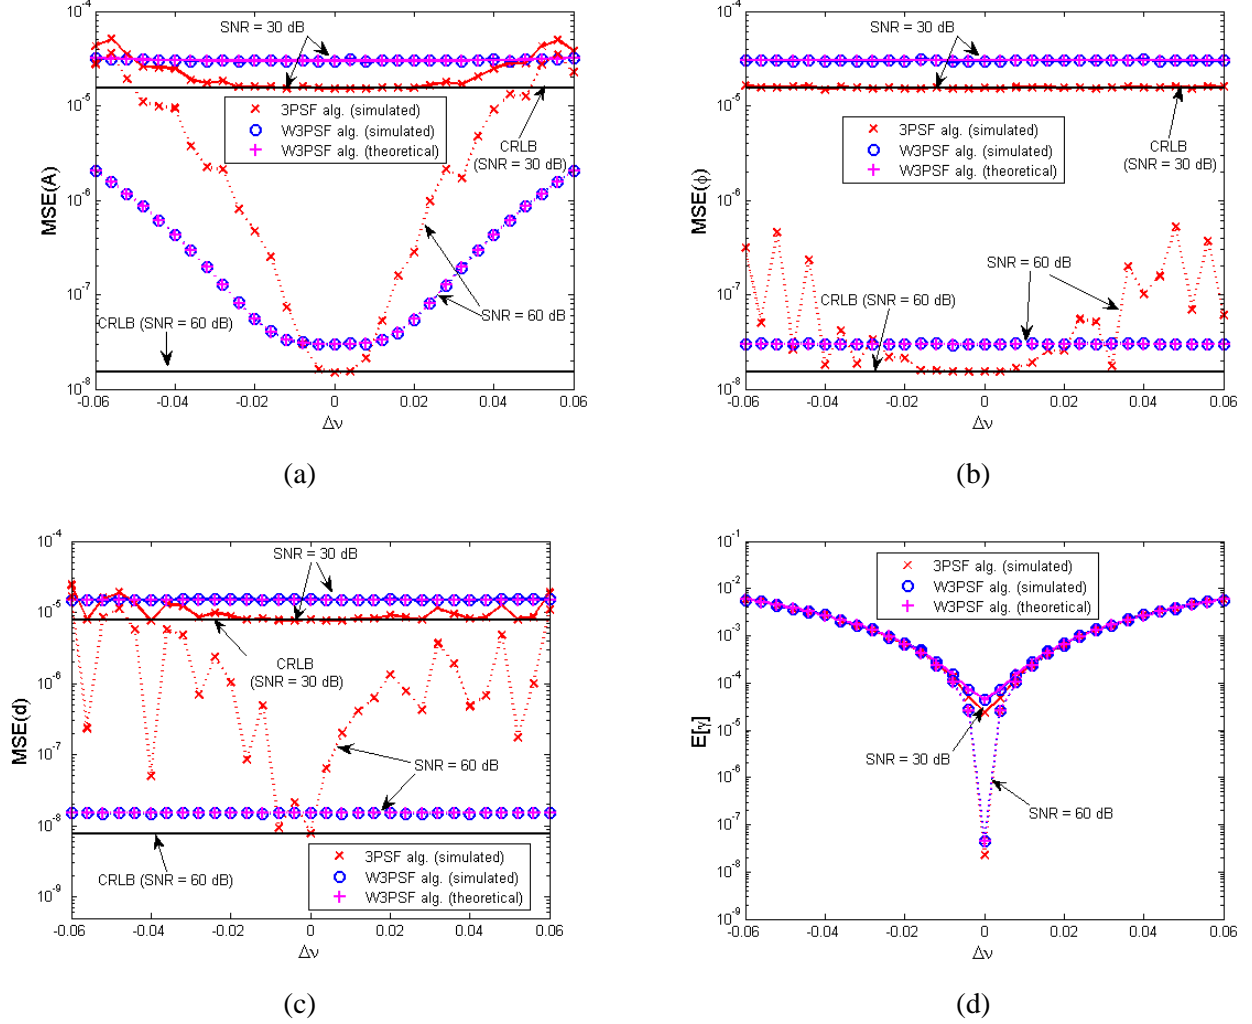 SNR = 30 dB
10^-4
10^-5
10^-6
10^-7
10^-8
MSE(A)
× 3PSF alg. (simulated)
W3PSF alg. (simulated)
+ W3PSF alg. (theoretical)
CRLB
(SNR = 30 dB)
SNR = 60 dB
CRLB (SNR = 60 dB)
-0.06 -0.04 -0.02 0 0.02 0.04 0.06
Δν
(a)
SNR = 30 dB
10^-4
10^-5
10^-6
10^-7
10^-8
MSE(ϕ)
× 3PSF alg. (simulated)
W3PSF alg. (simulated)
+ W3PSF alg. (theoretical)
CRLB
(SNR = 30 dB)
SNR = 60 dB
CRLB (SNR = 60 dB)
-0.06 -0.04 -0.02 0 0.02 0.04 0.06
Δν
(b)
10^-4
10^-5
10^-6
10^-7
10^-8
10^-9
MSE(d)
SNR = 30 dB
CRLB
(SNR = 30 dB)
SNR = 60 dB
CRLB (SNR = 60 dB)
× 3PSF alg. (simulated)
W3PSF alg. (simulated)
+ W3PSF alg. (theoretical)
-0.06 -0.04 -0.02 0 0.02 0.04 0.06
Δν
(c)
10^-1
10^-2
10^-3
10^-4
10^-5
10^-6
10^-7
10^-8
10^-9
E[γ]
× 3PSF alg. (simulated)
W3PSF alg. (simulated)
+ W3PSF alg. (theoretical)
SNR = 30 dB
SNR = 60 dB
-0.06 -0.04 -0.02 0 0.02 0.04 0.06
Δν
(d)